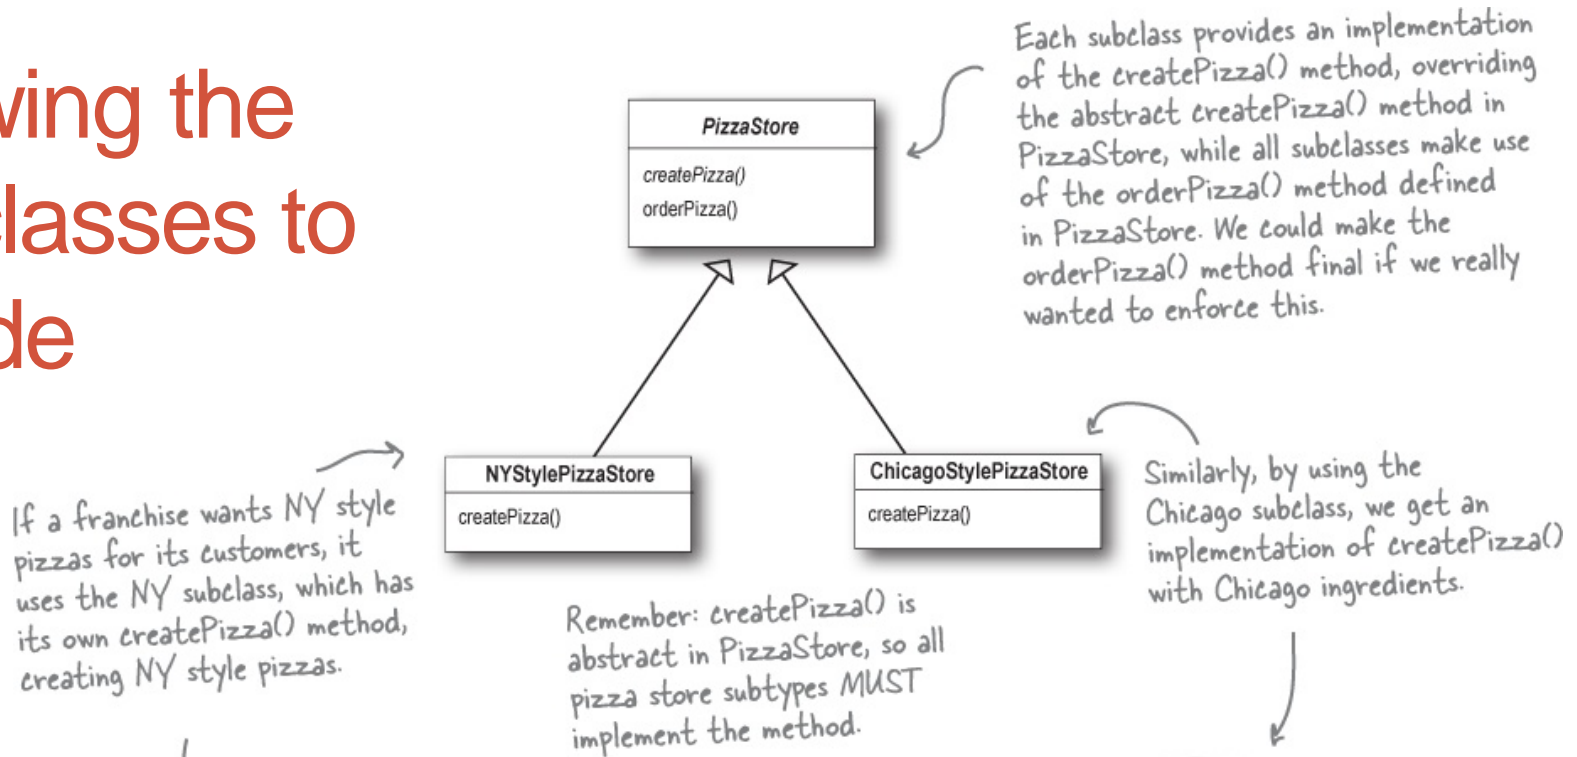 wing the
classes to
de
Each subclass provides an implementation
of the createPizza() method, overriding
the abstract createPizza() method in
PizzaStore, while all subclasses make use
of the orderPizza() method defined
in PizzaStore. We could make the
orderPizza() method final if we really
wanted to enforce this.
PizzaStore
createPizza()
orderPizza()
NYStylePizzaStore
createPizza()
ChicagoStylePizzaStore
createPizza()
If a franchise wants NY style
pizzas for its customers, it
uses the NY subclass, which has
its own createPizza() method,
creating NY style pizzas.
Remember: createPizza() is
abstract in PizzaStore, so all
pizza store subtypes MUST
implement the method.
Similarly, by using the
Chicago subclass, we get an
implementation of createPizza()
with Chicago ingredients.